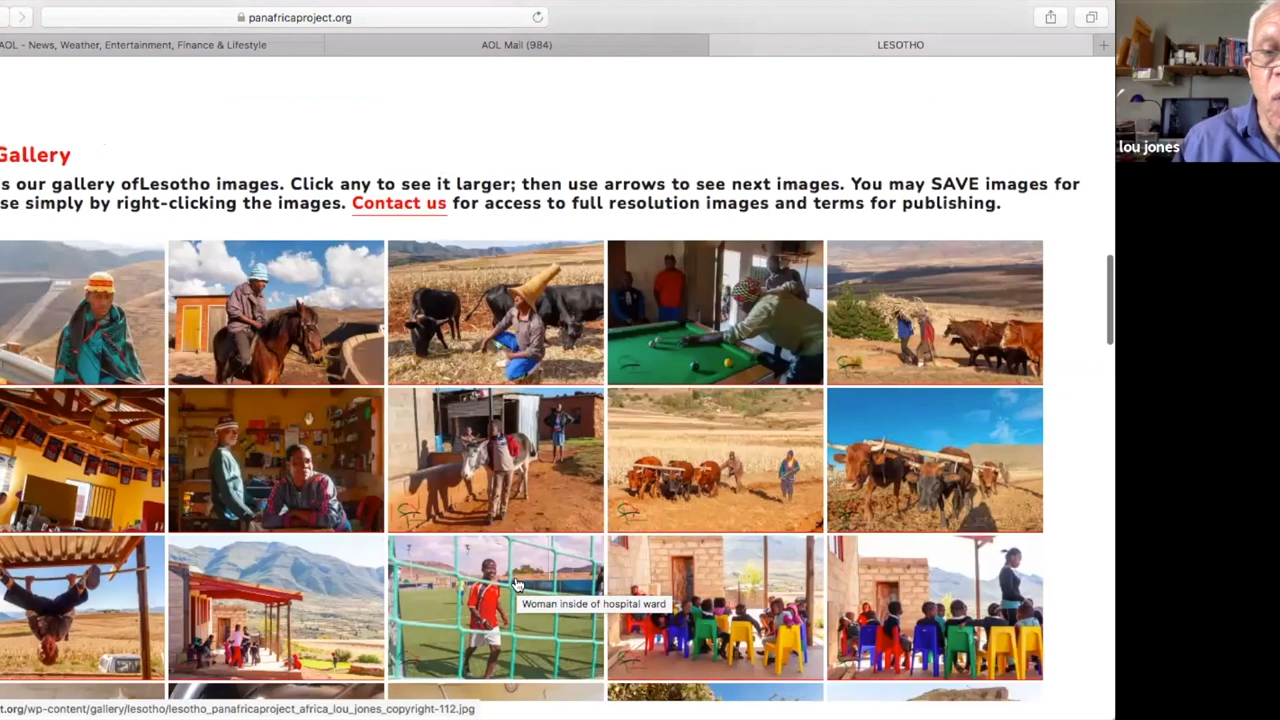 panafricaproject.org
AOL - News, Weather, Entertainment, Finance & Lifestyle
AOL Mail (984)
LESOTHO
lou jones
Gallery
s our gallery ofLesotho images. Click any to see it larger; then use arrows to see next images. You may SAVE images for
se simply by right-clicking the images. Contact us for access to full resolution images and terms for publishing.
Woman inside of hospital ward
t.org/wp-content/gallery/lesotho/lesotho_panafricaproject_africa_lou_jones_copyright-112.jpg